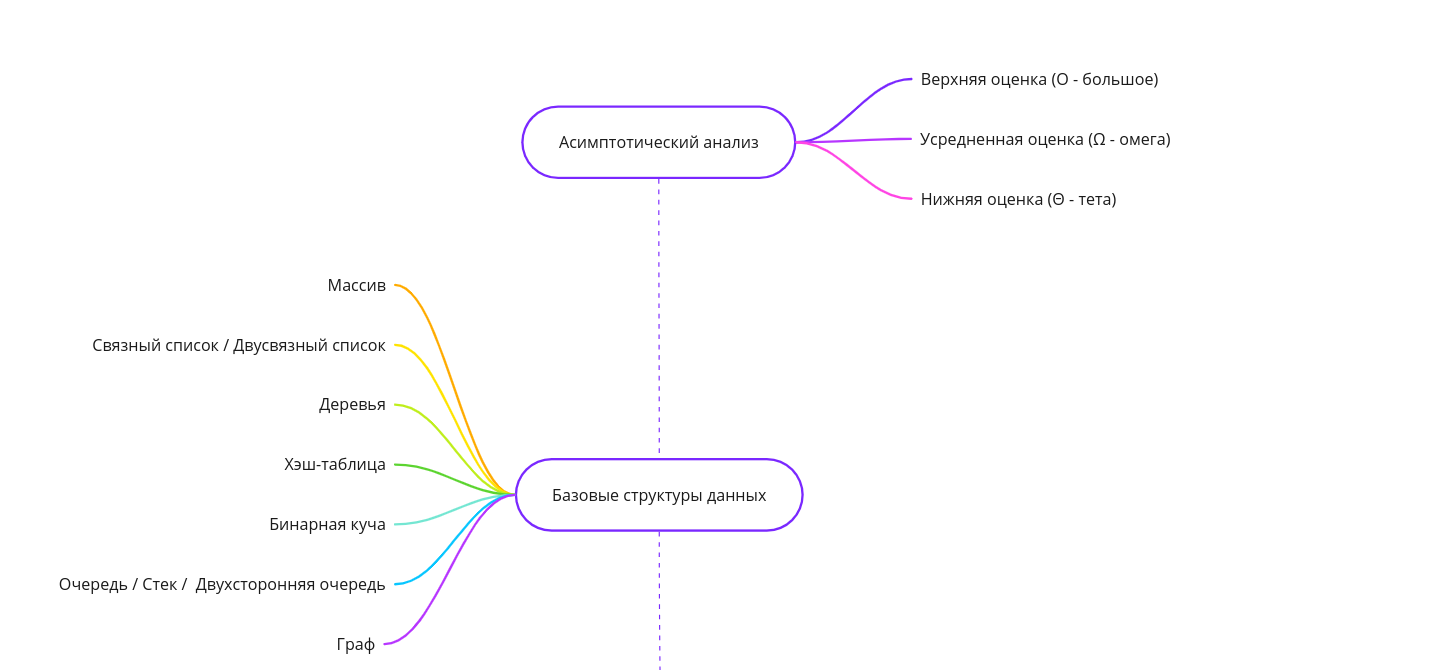 Асимптотический анализ
Верхняя оценка (О - большое)
Усредненная оценка (Ω - омега)
Нижняя оценка (Θ - тета)
Базовые структуры данных
Массив
Связный список / Двусвязный список
Деревья
Хэш-таблица
Бинарная куча
Очередь / Стек /  Двухсторонняя очередь
Граф